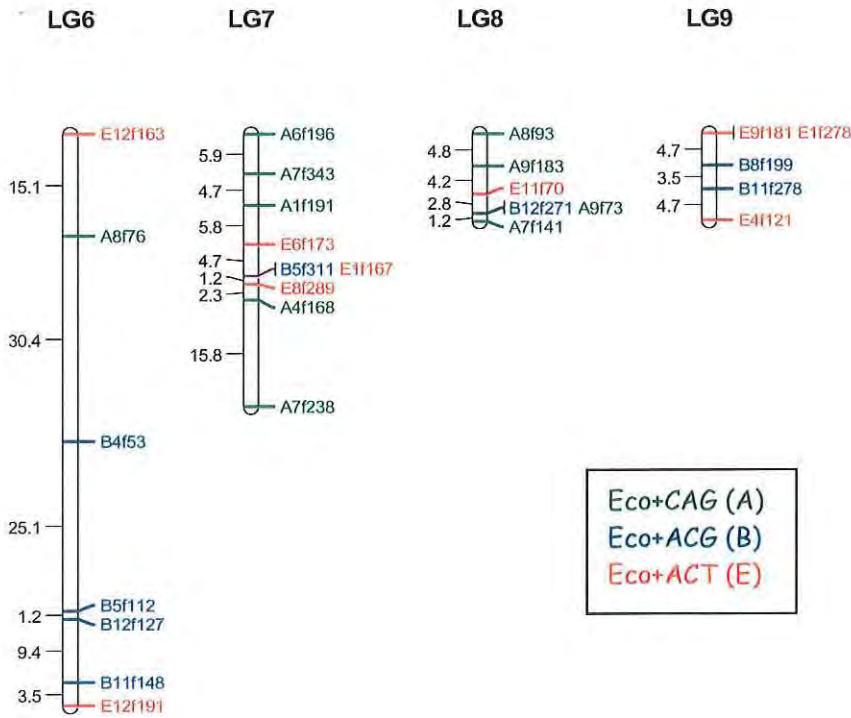 LG6 LG7 LG8 LG9
E12f163
15.1
A8f76
30.4
B4f53
25.1
B5f112
1.2
B12f127
9.4
B11f148
3.5
E12f191
A6f196
5.9
A7f343
4.7
A1f191
5.8
E6f173
4.7
B5f311 E1f167
1.2
E8f289
2.3
A4f168
15.8
A7f238
A8f93
4.8
A9f183
4.2
E11f70
2.8
B12f271 A9f73
1.2
A7f141
E9f181 E1f278
4.7
B8f199
3.5
B11f278
4.7
E4f121
Eco+CAG (A)
Eco+ACG (B)
Eco+ACT (E)